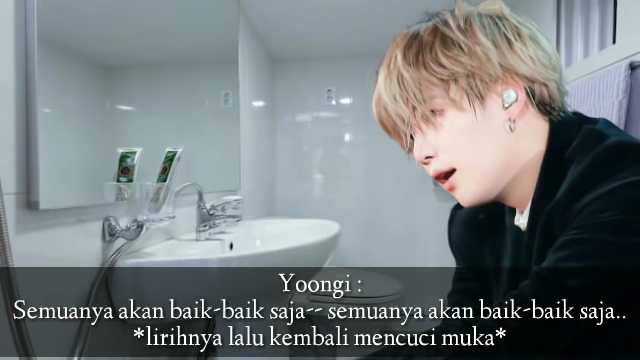 Yoongi :
Semuanya akan baik-baik saja-- semuanya akan baik-baik saja..
*lirihnya lalu kembali mencuci muka*